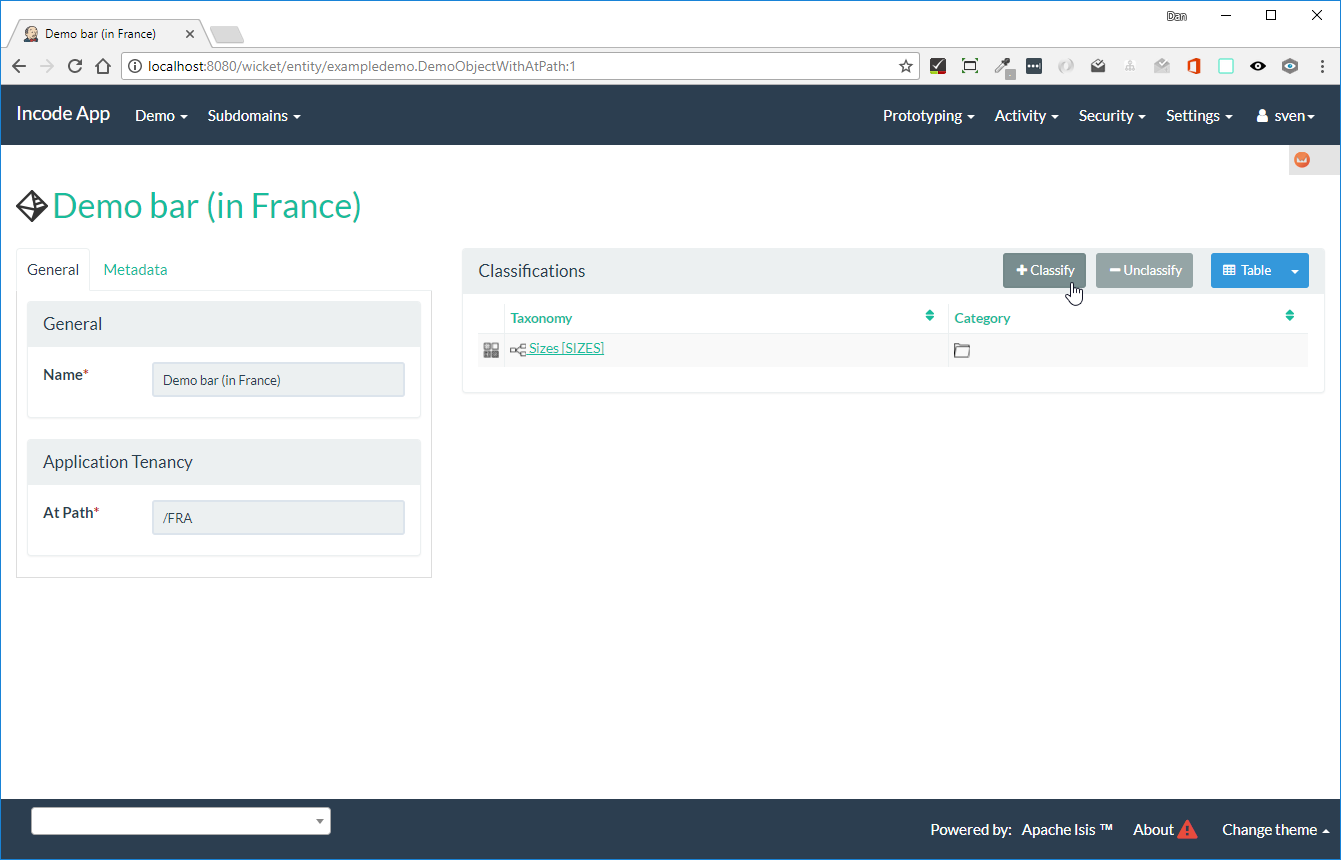 Dan
Demo bar (in France)
localhost:8080/wicket/entity/exampledemo.DemoObjectWithAtPath:1
Incode App Demo Subdomains Prototyping Activity Security Settings sven
Demo bar (in France)
General Metadata
General
Name* Demo bar (in France)
Application Tenancy
At Path* /FRA
Classifications Classify Unclassify Table
Taxonomy Category
Sizes [SIZES]
Powered by: Apache Isis ™ About Change theme